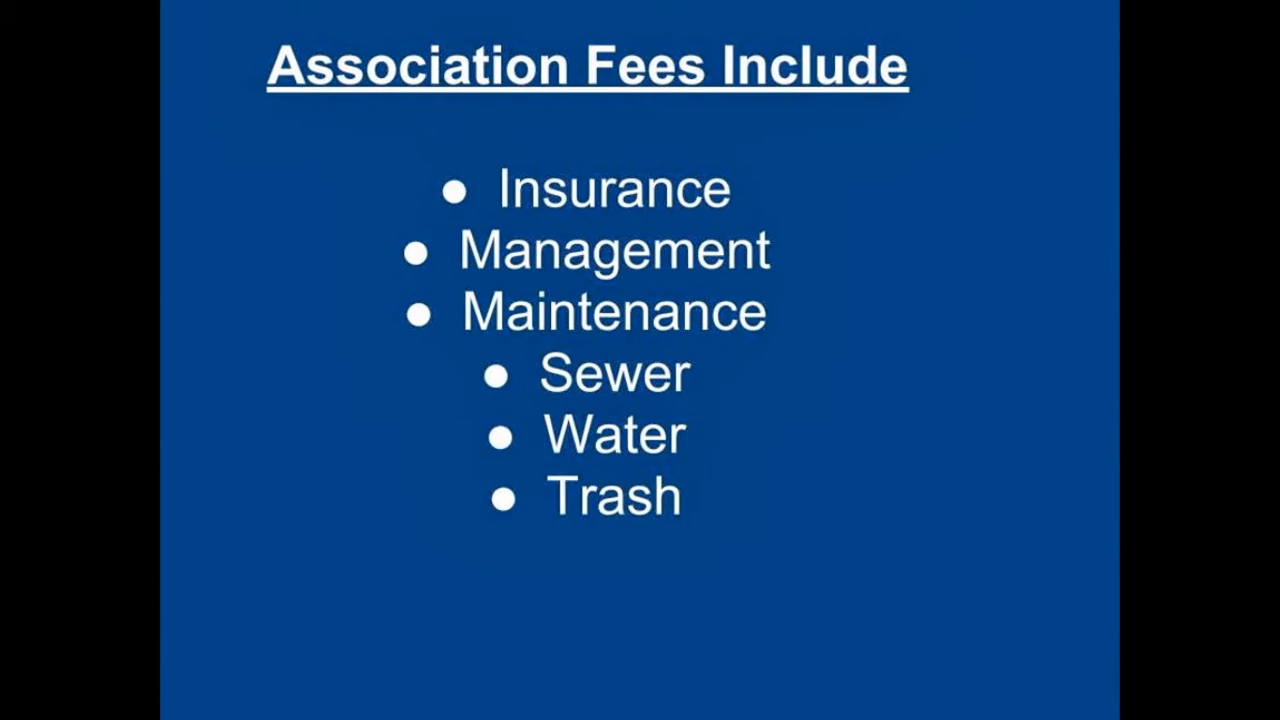 Association Fees Include
● Insurance
● Management
● Maintenance
● Sewer
● Water
● Trash